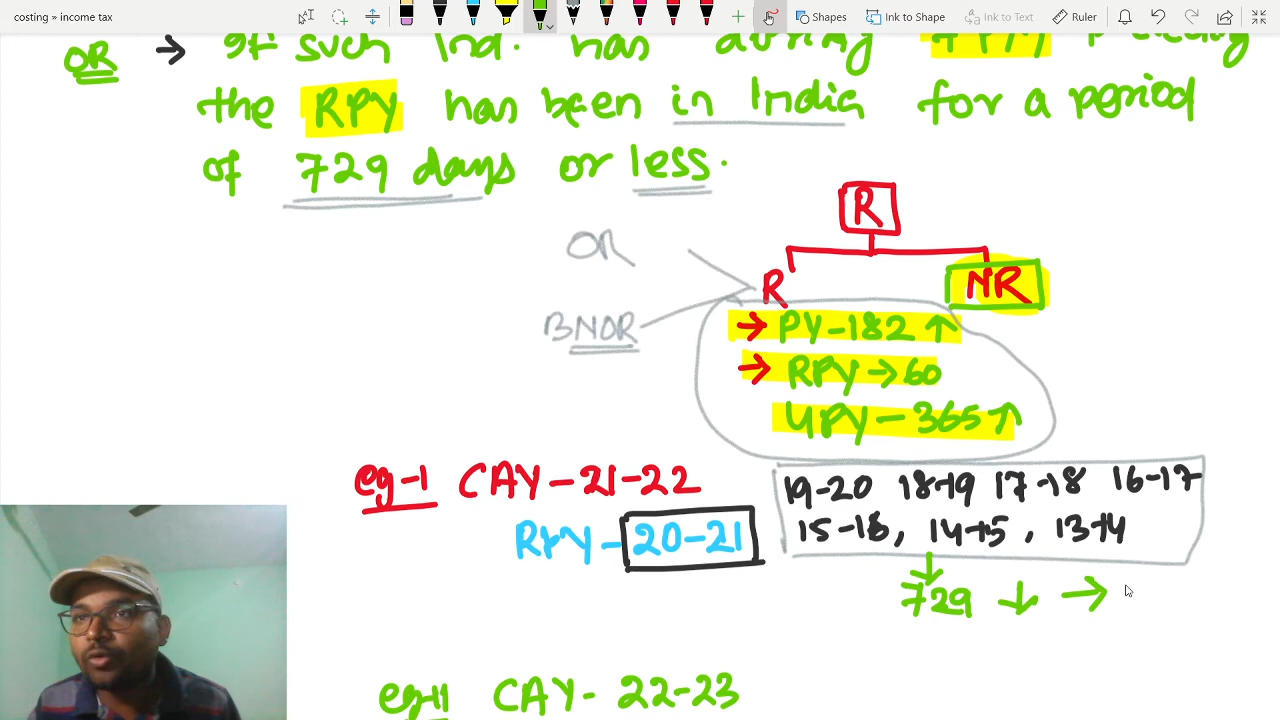 costing » income tax
Shapes Ink to Shape Ink to Text Ruler
OR → If such Ind. has during 7PY preceding
the RPY has been in India for a period
of 729 days or less.
R
OR
R NR
BNOR
→ PY-182↑
→ RPY→60
4PY-365↑
eg-1 CAY-21-22
RPY-20-21
19-20 18-19 17-18 16-17
15-16, 14-15, 13-14
↓
729 ↓ →
eg-11 CAY- 22-23